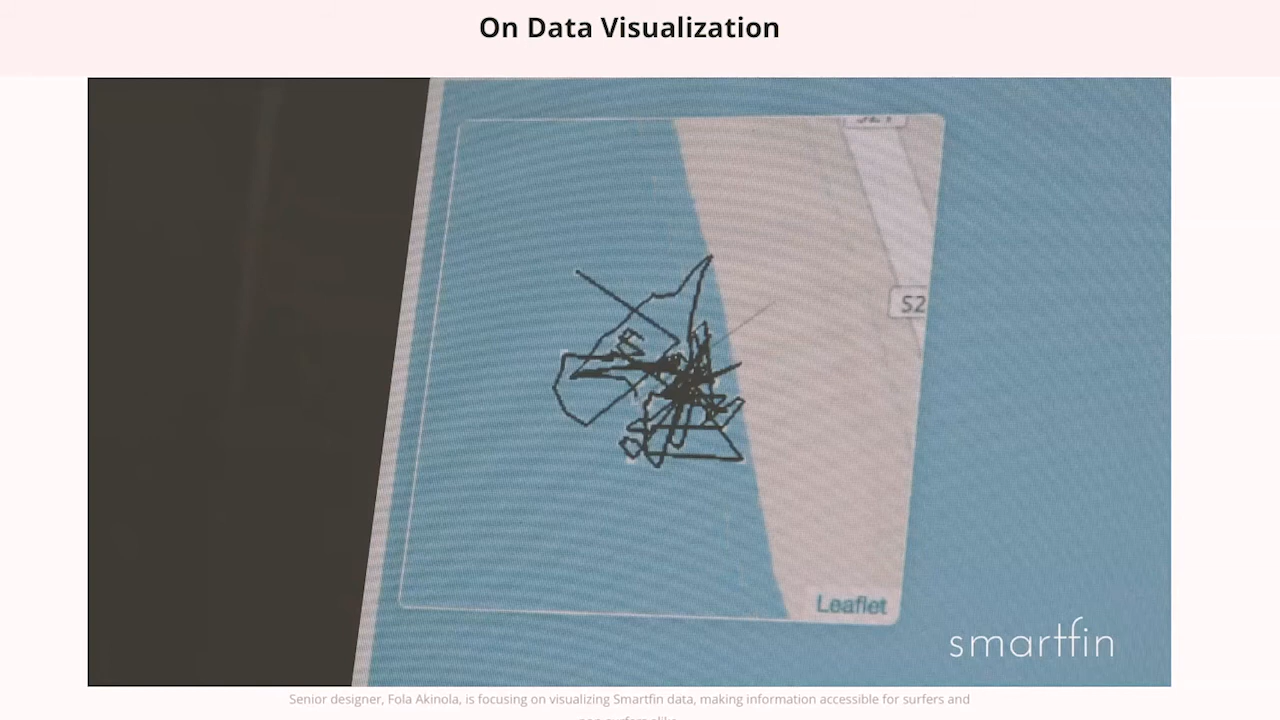 On Data Visualization
S2
Leaflet
smartfin
Senior designer, Fola Akinola, is focusing on visualizing Smartfin data, making information accessible for surfers and